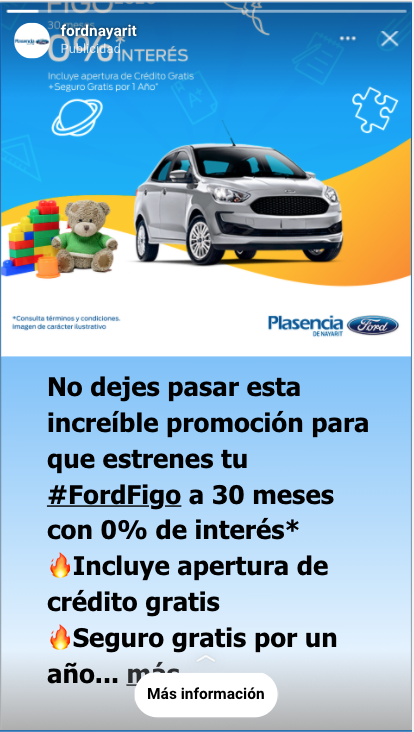 fordnayarit
Publicidad
30 meses
0%*INTERÉS
Incluye apertura de Crédito Gratis
+Seguro Gratis por 1 Año*
A+
*Consulta términos y condiciones.
Imagen de carácter ilustrativo
Plasencia
DE NAYARIT
Ford
No dejes pasar esta
increíble promoción para
que estrenes tu
#FordFigo a 30 meses
con 0% de interés*
🔥Incluye apertura de
crédito gratis
🔥Seguro gratis por un
año... más
Más información